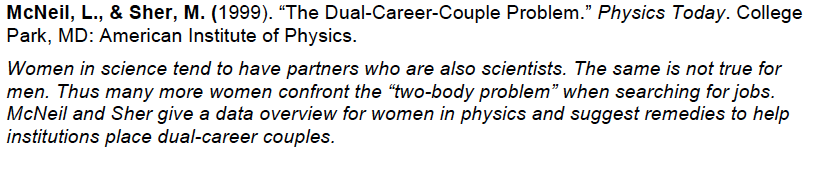 McNeil, L., & Sher, M. (1999). “The Dual-Career-Couple Problem.” Physics Today. College
Park, MD: American Institute of Physics.
Women in science tend to have partners who are also scientists. The same is not true for
men. Thus many more women confront the “two-body problem” when searching for jobs.
McNeil and Sher give a data overview for women in physics and suggest remedies to help
institutions place dual-career couples.